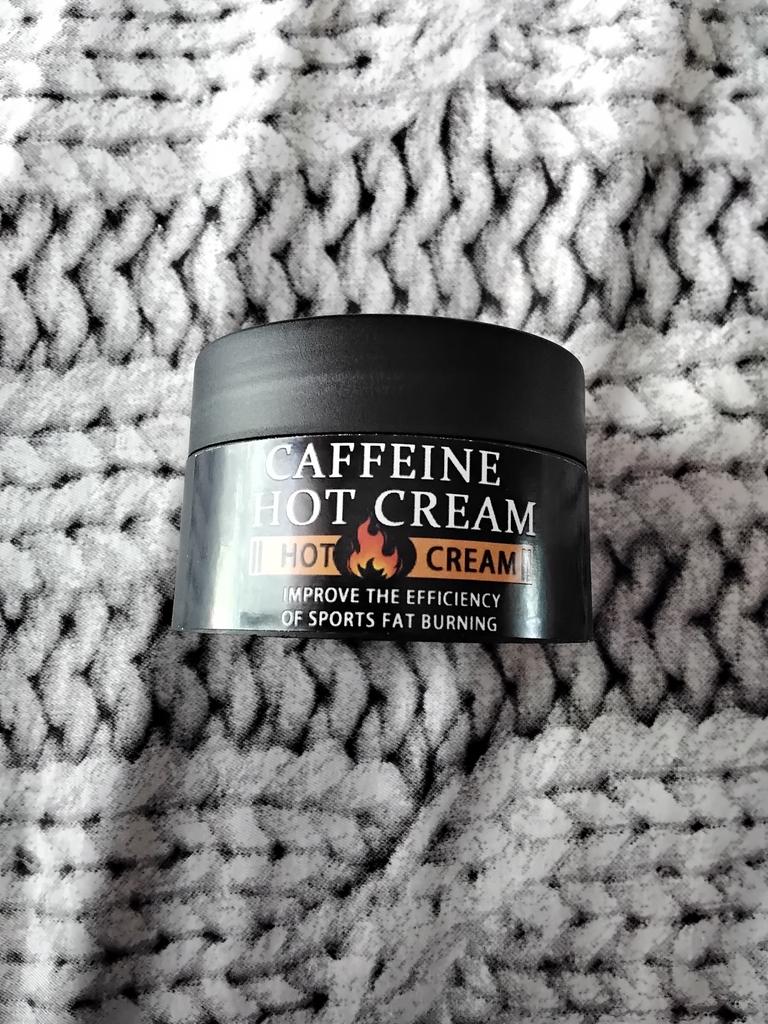 CAFFEINE
HOT CREAM
HOT CREAM
IMPROVE THE EFFICIENCY
OF SPORTS FAT BURNING